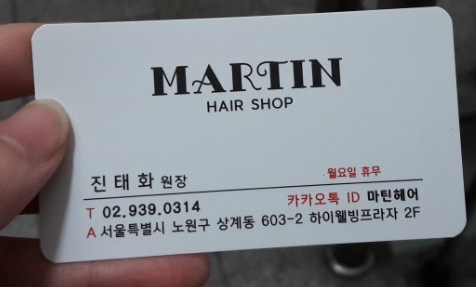 MARTIN
HAIR SHOP
진태화 원장 월요일 휴무
T 02.939.0314 카카오톡 ID 마틴헤어
A 서울특별시 노원구 상계동 603-2 하이웰빙프라자 2F